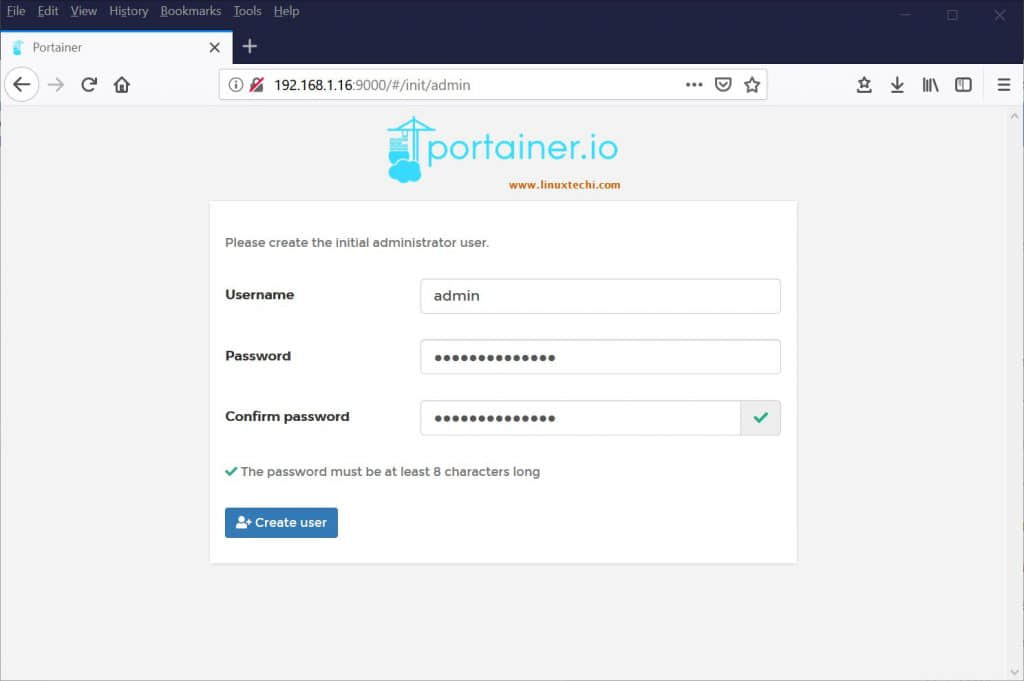 File Edit View History Bookmarks Tools Help
Portainer
192.168.1.16:9000/#/init/admin
portainer.io
www.linuxtechi.com
Please create the initial administrator user.
Username
admin
Password
●●●●●●●●●●●●●●
Confirm password
●●●●●●●●●●●●●●
The password must be at least 8 characters long
Create user